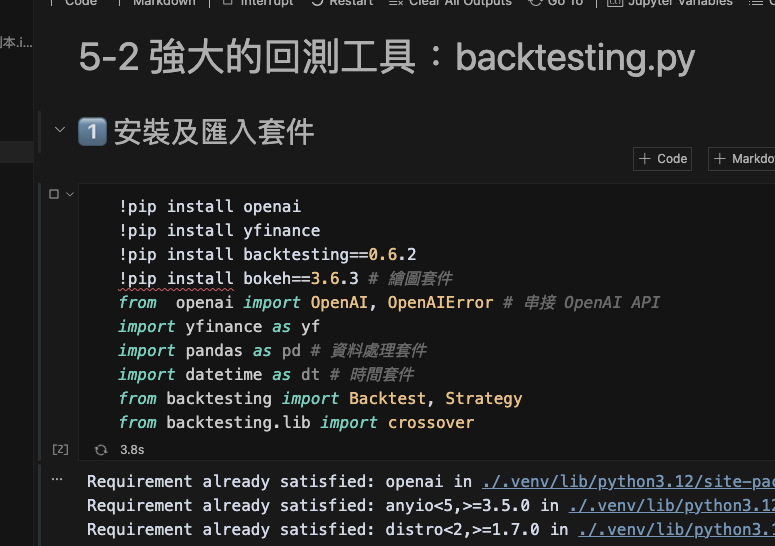 Code
Markdown
Interrupt
Restart
Clear All Outputs
Go To
Jupyter Variables
本.i...
5-2 強大的回測工具：backtesting.py
1 安裝及匯入套件
+ Code
+ Markdo
!pip install openai
!pip install yfinance
!pip install backtesting==0.6.2
!pip install bokeh==3.6.3 # 繪圖套件
from  openai import OpenAI, OpenAIError # 串接 OpenAI API
import yfinance as yf
import pandas as pd # 資料處理套件
import datetime as dt # 時間套件
from backtesting import Backtest, Strategy
from backtesting.lib import crossover
[2]
3.8s
...
Requirement already satisfied: openai in ./.venv/lib/python3.12/site-pac
Requirement already satisfied: anyio<5,>=3.5.0 in ./.venv/lib/python3.12
Requirement already satisfied: distro<2,>=1.7.0 in ./.venv/lib/python3.1